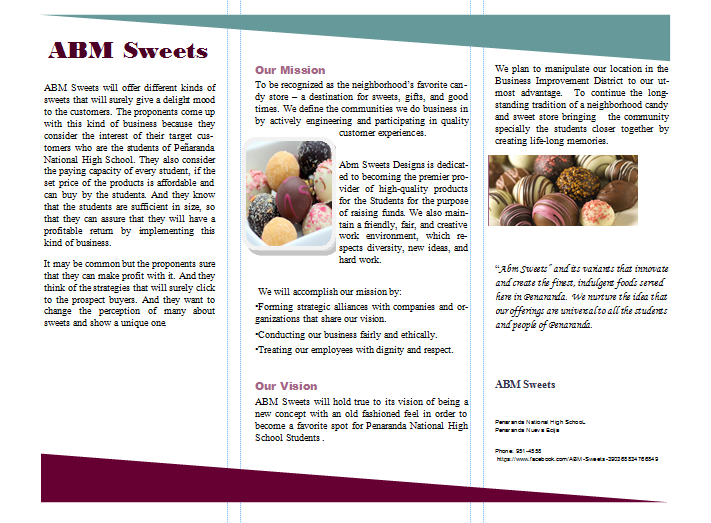 ABM Sweets
ABM Sweets will offer different kinds of
sweets that will surely give a delight mood
to the customers. The proponents come up
with this kind of business because they
consider the interest of their target cus-
tomers who are the students of Peñaranda
National High School. They also consider
the paying capacity of every student, if the
set price of the products is affordable and
can buy by the students. And they know
that the students are sufficient in size, so
that they can assure that they will have a
profitable return by implementing this
kind of business.
It may be common but the proponents sure
that they can make profit with it. And they
think of the strategies that will surely click
to the prospect buyers. And they want to
change the perception of many about
sweets and show a unique one
Our Mission
To be recognized as the neighborhood's favorite can-
dy store – a destination for sweets, gifts, and good
times. We define the communities we do business in
by actively engineering and participating in quality
customer experiences.
Abm Sweets Designs is dedicat-
ed to becoming the premier pro-
vider of high-quality products
for the Students for the purpose
of raising funds. We also main-
tain a friendly, fair, and creative
work environment, which re-
spects diversity, new ideas, and
hard work.
We will accomplish our mission by:
•Forming strategic alliances with companies and or-
ganizations that share our vision.
•Conducting our business fairly and ethically.
•Treating our employees with dignity and respect.
Our Vision
ABM Sweets will hold true to its vision of being a
new concept with an old fashioned feel in order to
become a favorite spot for Penaranda National High
School Students .
We plan to manipulate our location in the
Business Improvement District to our ut-
most advantage. To continue the long-
standing tradition of a neighborhood candy
and sweet store bringing the community
specially the students closer together by
creating life-long memories.
"Abm Sweets" and its variants that innovate
and create the finest, indulgent foods served
here in Penaranda. We nurture the idea that
our offerings are universal to all the students
and people of Penaranda.
ABM Sweets
Penaranda National High School
Penaranda Nueva Ecija
Phone: 951-4558